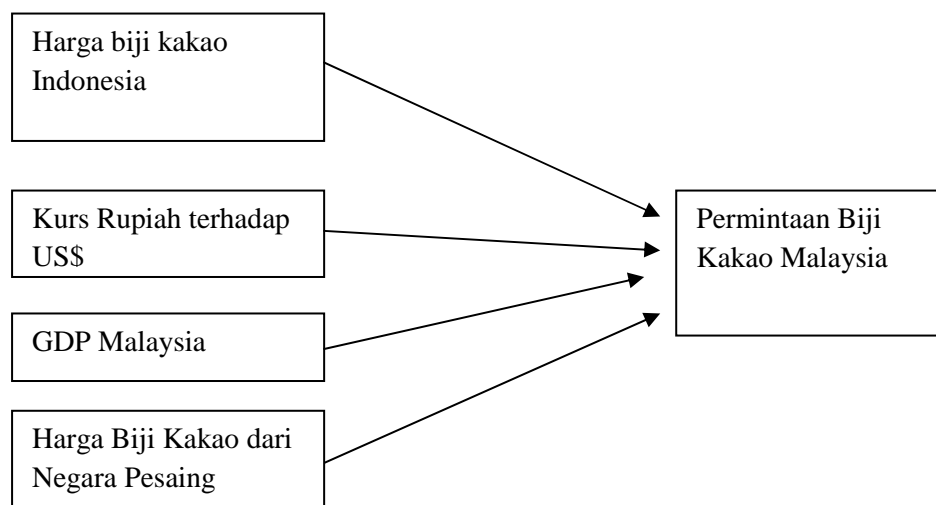 Harga biji kakao
Indonesia
Kurs Rupiah terhadap
US$
GDP Malaysia
Harga Biji Kakao dari
Negara Pesaing
Permintaan Biji
Kakao Malaysia